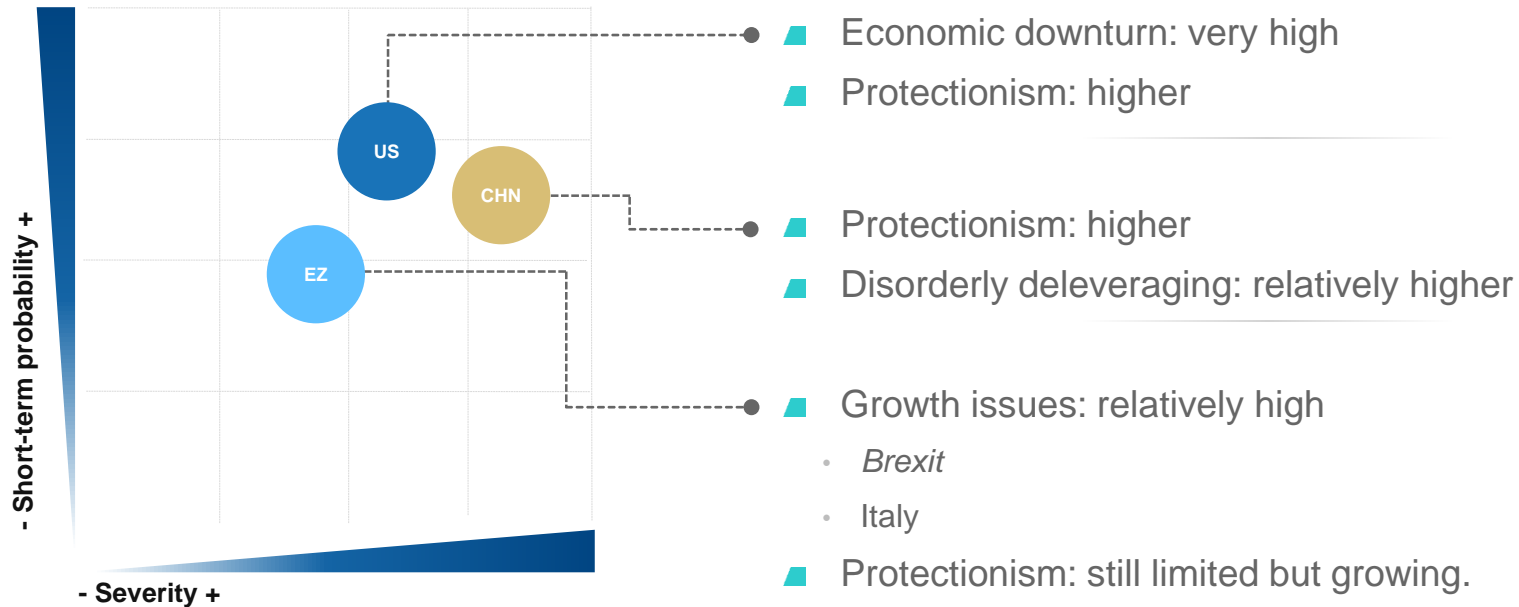 - Short-term probability +
US
CHN
EZ
- Severity +
Economic downturn: very high
Protectionism: higher
Protectionism: higher
Disorderly deleveraging: relatively higher
Growth issues: relatively high
Brexit
Italy
Protectionism: still limited but growing.